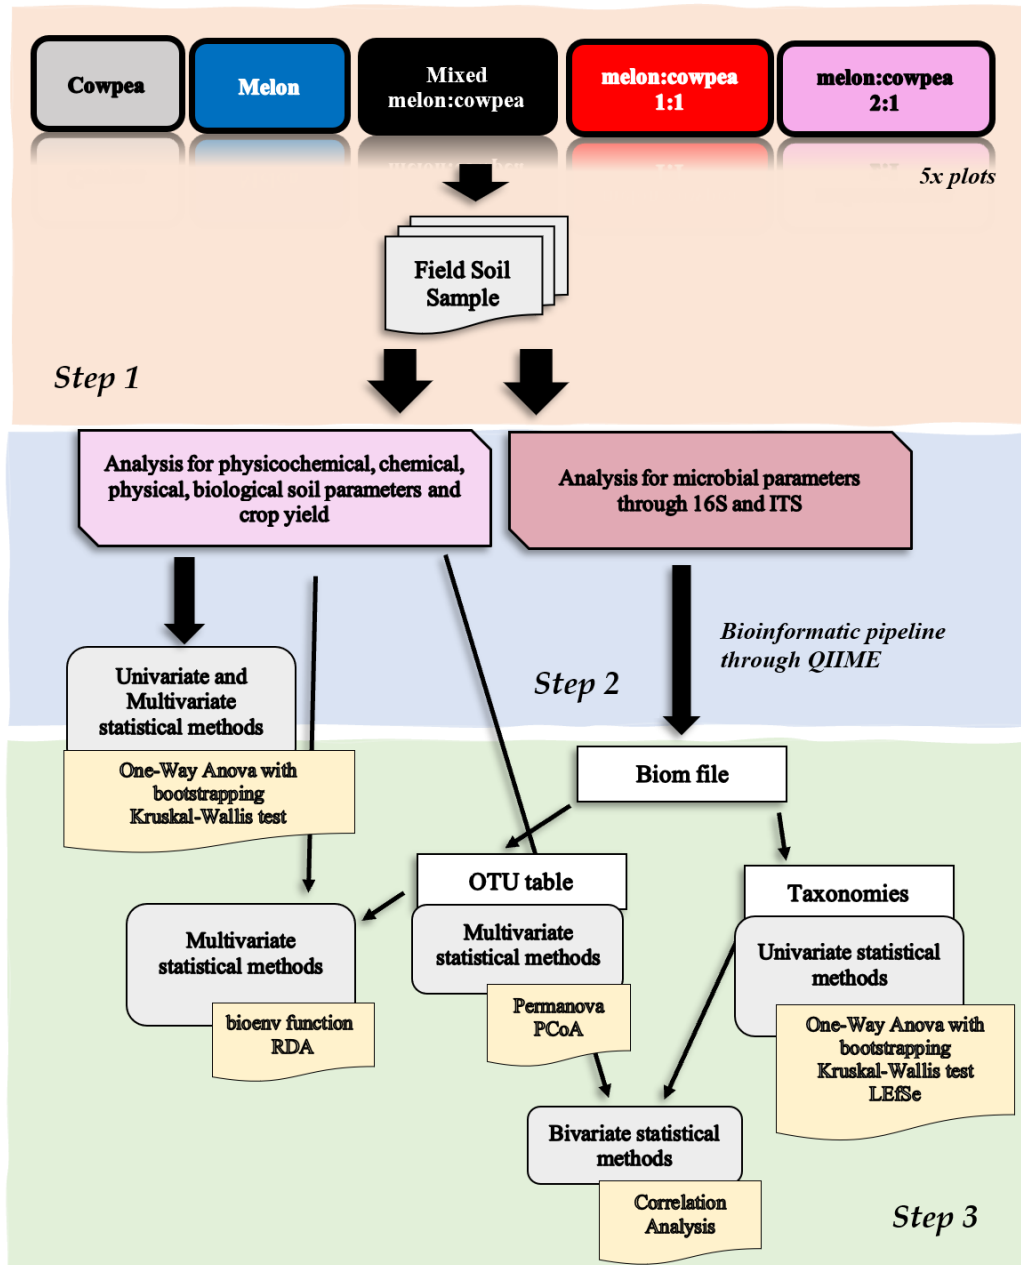 Cowpea
Melon
Mixed
melon:cowpea
melon:cowpea
1:1
melon:cowpea
2:1
5x plots
Field Soil
Sample
Step 1
Analysis for physicochemical, chemical,
physical, biological soil parameters and
crop yield
Analysis for microbial parameters
through 16S and ITS
Bioinformatic pipeline
through QIIME
Step 2
Univariate and
Multivariate
statistical methods
One-Way Anova with
bootstrapping
Kruskal-Wallis test
Biom file
OTU table
Multivariate
statistical methods
Permanova
PCoA
Taxonomies
Univariate statistical
methods
One-Way Anova with
bootstrapping
Kruskal-Wallis test
LEfSe
Multivariate
statistical methods
bioenv function
RDA
Bivariate statistical
methods
Correlation
Analysis
Step 3